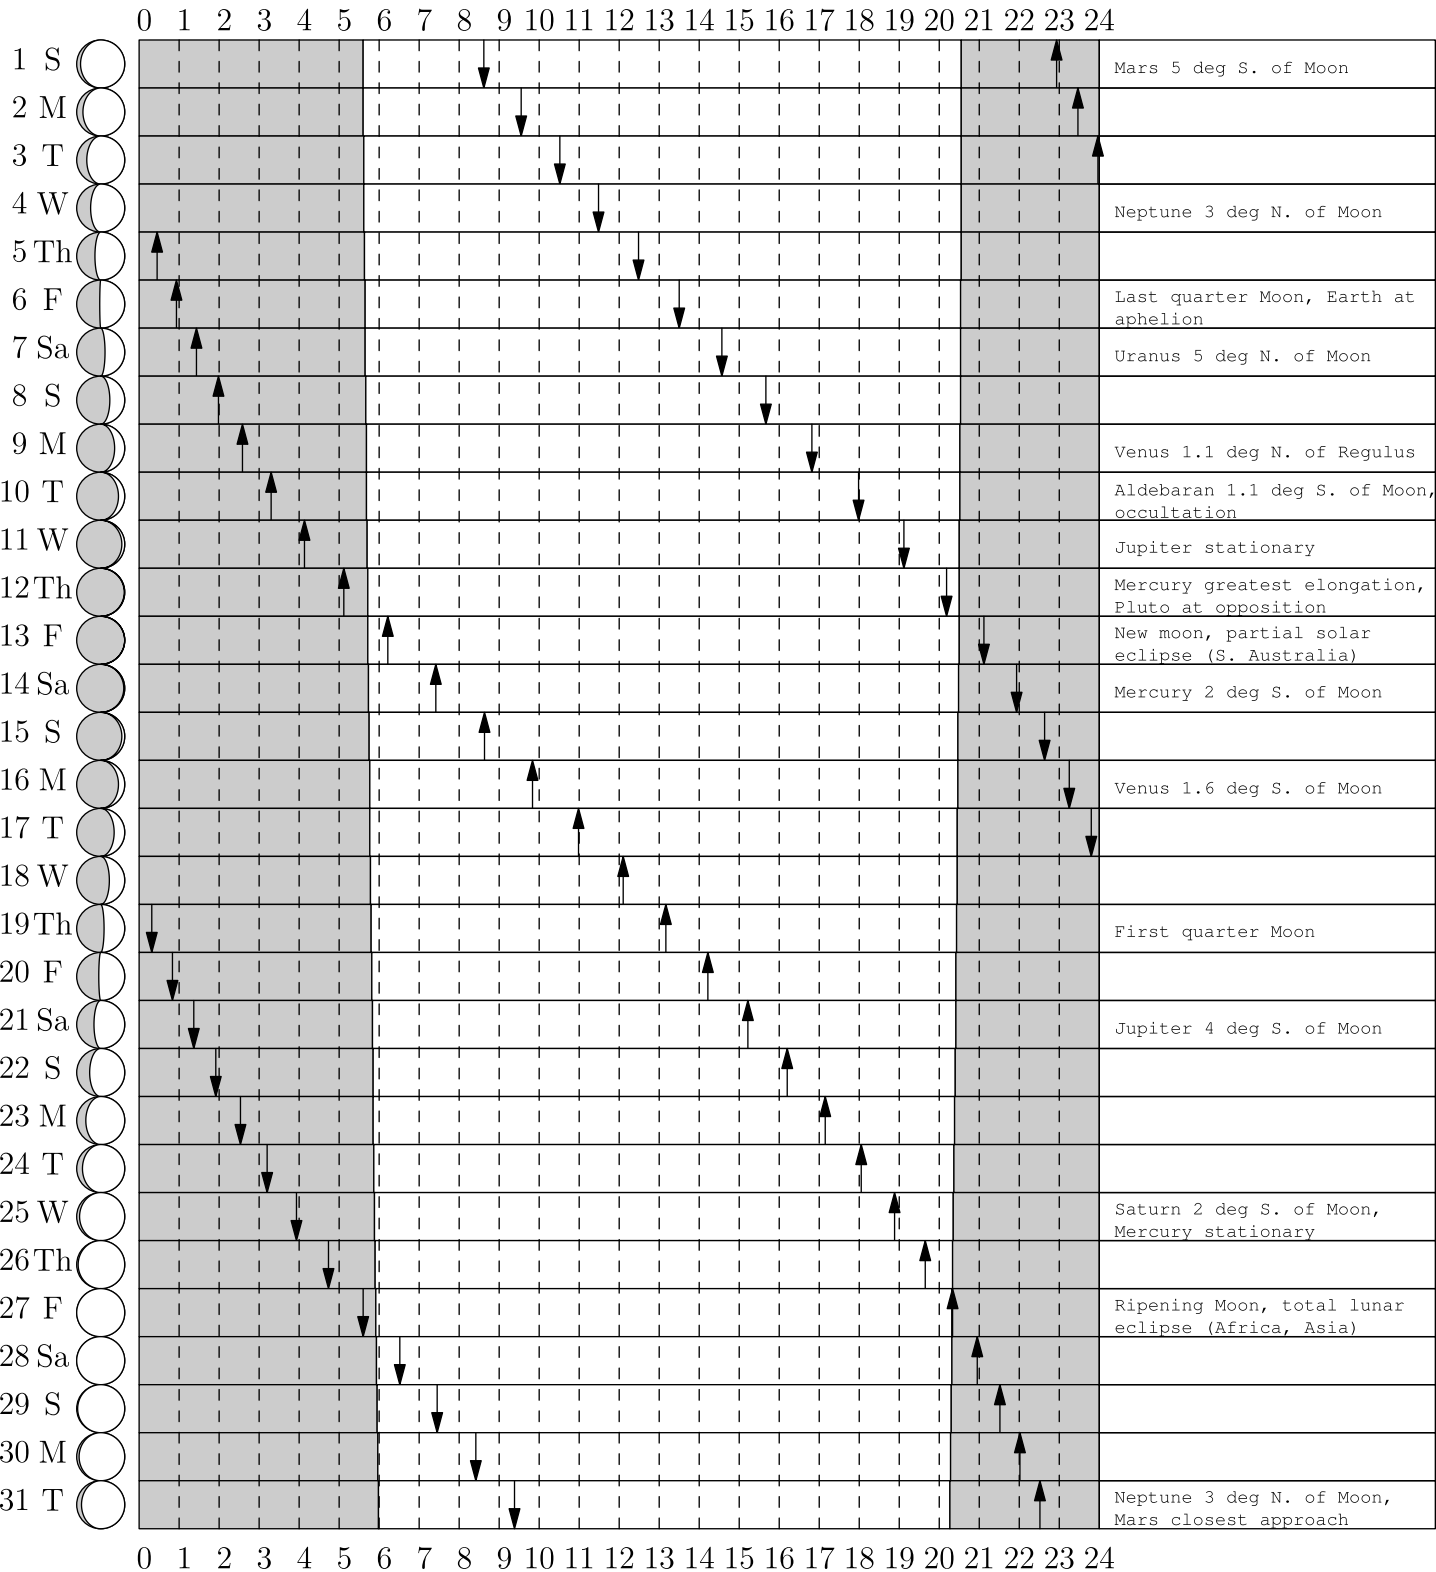 0 1 2 3 4 5 6 7 8 9 10 11 12 13 14 15 16 17 18 19 20 21 22 23 24
1 S Mars 5 deg S. of Moon
2 M
3 T
4 W Neptune 3 deg N. of Moon
5 Th
6 F Last quarter Moon, Earth at
aphelion
7 Sa Uranus 5 deg N. of Moon
8 S
9 M Venus 1.1 deg N. of Regulus
10 T Aldebaran 1.1 deg S. of Moon,
occultation
11 W Jupiter stationary
12 Th Mercury greatest elongation,
Pluto at opposition
13 F New moon, partial solar
eclipse (S. Australia)
14 Sa Mercury 2 deg S. of Moon
15 S
16 M Venus 1.6 deg S. of Moon
17 T
18 W
19 Th First quarter Moon
20 F
21 Sa Jupiter 4 deg S. of Moon
22 S
23 M
24 T
25 W Saturn 2 deg S. of Moon,
Mercury stationary
26 Th
27 F Ripening Moon, total lunar
eclipse (Africa, Asia)
28 Sa
29 S
30 M
31 T Neptune 3 deg N. of Moon,
Mars closest approach
0 1 2 3 4 5 6 7 8 9 10 11 12 13 14 15 16 17 18 19 20 21 22 23 24